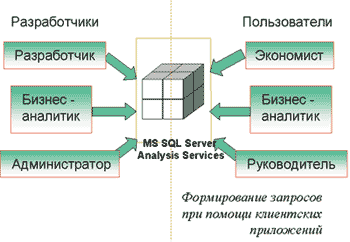 Разработчики
Пользователи
Разработчик
Экономист
Бизнес -
аналитик
Бизнес -
аналитик
MS SQL Server
Analysis Services
Администратор
Руководитель
Формирование запросов
при помощи клиентских
приложений